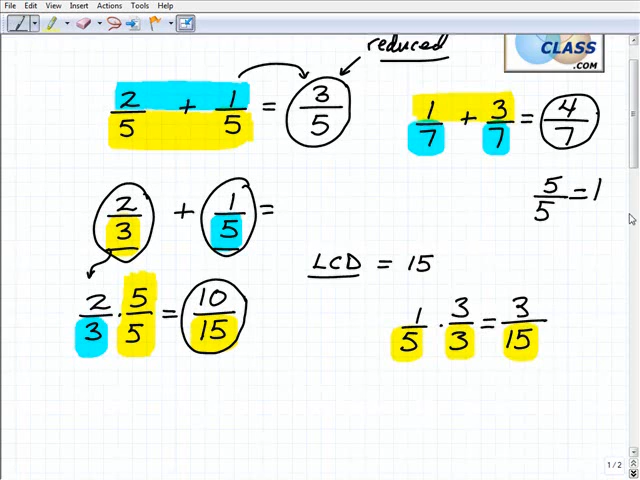 File Edit View Insert Actions Tools Help
reduced
CLASS
.COM
2/5 + 1/5 = 3/5
1/7 + 3/7 = 4/7
5/5 = 1
2/3 + 1/5 =
LCD = 15
2/3 · 5/5 = 10/15
1/5 · 3/3 = 3/15
1/2